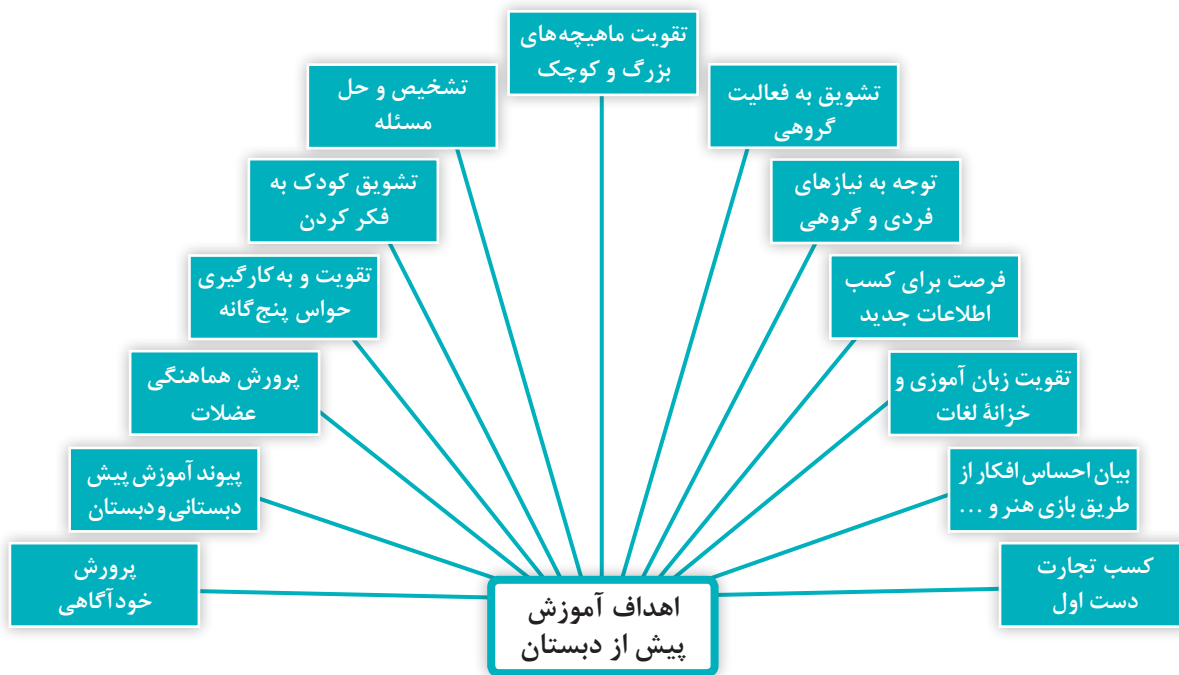 تقویت ماهیچه‌های
بزرگ و کوچک
تشویق به فعالیت
گروهی
تشخیص و حل
مسئله
توجه به نیازهای
فردی و گروهی
تشویق کودک به
فکر کردن
فرصت برای کسب
اطلاعات جدید
تقویت و به‌کارگیری
حواس پنج‌گانه
تقویت زبان آموزی و
خزانهٔ لغات
پرورش هماهنگی
عضلات
بیان احساس افکار از
طریق بازی هنر و ...
پیوند آموزش پیش
دبستانی و دبستان
کسب تجارت
دست اول
پرورش
خودآگاهی
اهداف آموزش
پیش از دبستان